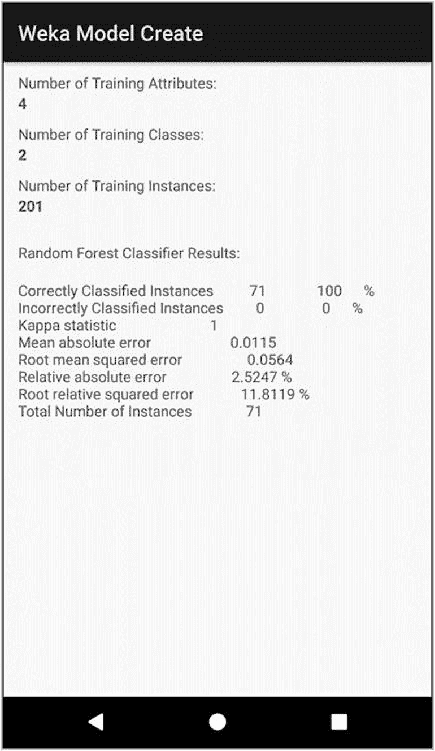 Weka Model Create
Number of Training Attributes:
4
Number of Training Classes:
2
Number of Training Instances:
201
Random Forest Classifier Results:
Correctly Classified Instances 71 100 %
Incorrectly Classified Instances 0 0 %
Kappa statistic 1
Mean absolute error 0.0115
Root mean squared error 0.0564
Relative absolute error 2.5247 %
Root relative squared error 11.8119 %
Total Number of Instances 71